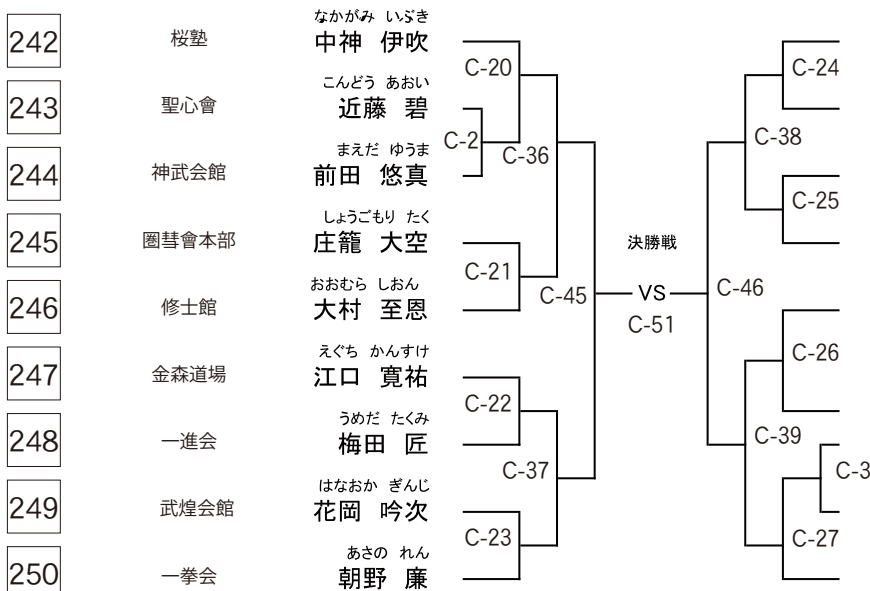 なかがみ いぶき
242 桜塾 中神 伊吹
こんどう あおい
243 聖心會 近藤 碧
まえだ ゆうま
244 神武会館 前田 悠真
しょうごもり たく
245 圏彗會本部 庄籠 大空
おおむら しおん
246 修士館 大村 至恩
えぐち かんすけ
247 金森道場 江口 寛祐
うめだ たくみ
248 一進会 梅田 匠
はなおか ぎんじ
249 武煌会館 花岡 吟次
あさの れん
250 一拳会 朝野 廉
C-20
C-2
C-36
C-21
C-45
C-22
C-37
C-23
決勝戦
VS
C-51
C-24
C-38
C-25
C-46
C-26
C-39
C-3
C-27